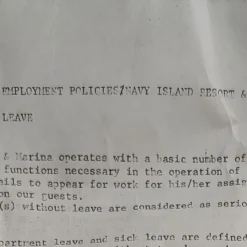 EMPLOYMENT POLICIES/NAVY ISLAND RESORT &
LEAVE
& Marina operates with a basic number of
functions necessary in the operation of
ails to appear for work for his/her assig
on our guests.
(s) without leave are considered as serio
partment leave and sick leave are defined